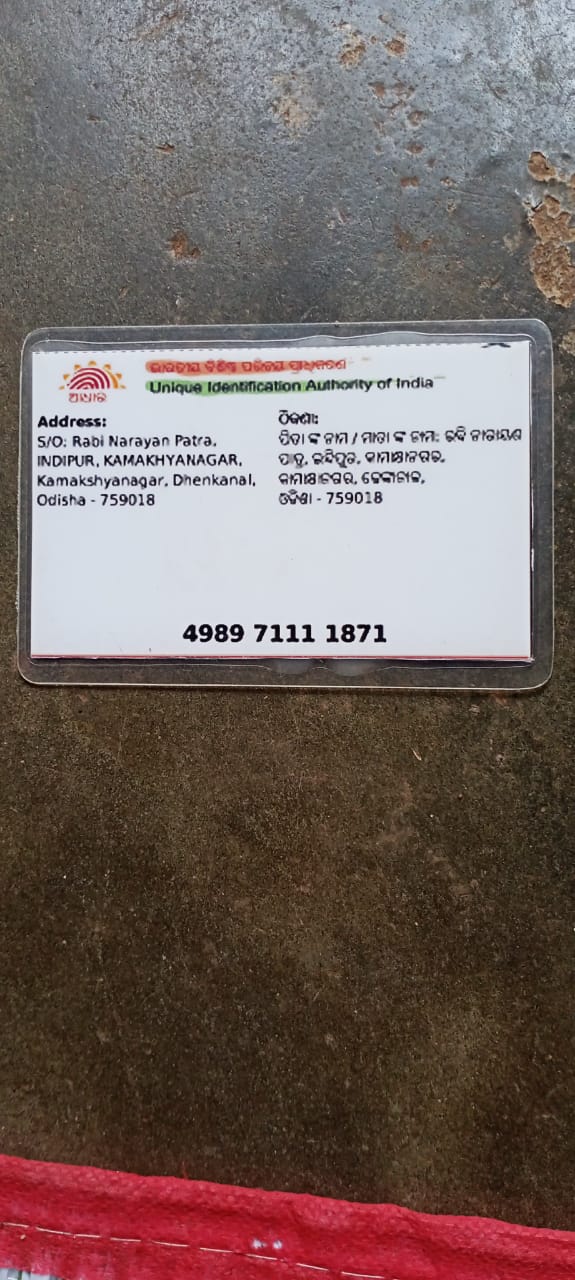 ଭାରତୀୟ ବିଶିଷ୍ଟ ପରିଚୟ ପ୍ରାଧିକରଣ
Unique Identification Authority of India
ଆଧାର
Address:
S/O: Rabi Narayan Patra,
INDIPUR, KAMAKHYANAGAR,
Kamakshyanagar, Dhenkanal,
Odisha - 759018
ଠିକଣା:
ପିତା ଙ୍କ ନାମ / ମାତା ଙ୍କ ନାମ: ରବି ନାରାୟଣ
ପାତ୍ର, ଇନ୍ଦିପୁର, କାମାକ୍ଷାନଗର,
କାମାକ୍ଷାନଗର, ଢେଙ୍କାନାଳ,
ଓଡିଶା - 759018
4989 7111 1871